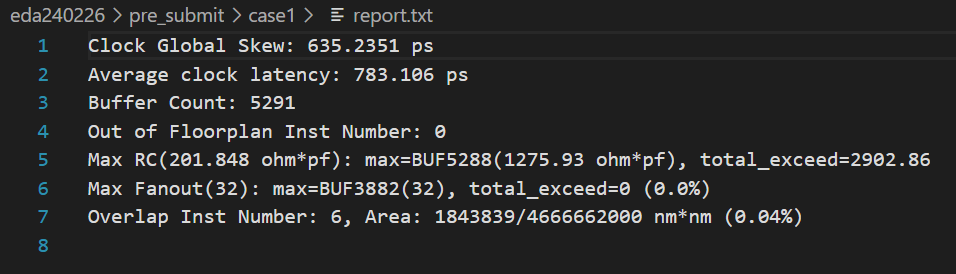 eda240226 > pre_submit > case1 > report.txt
1 Clock Global Skew: 635.2351 ps
2 Average clock latency: 783.106 ps
3 Buffer Count: 5291
4 Out of Floorplan Inst Number: 0
5 Max RC(201.848 ohm*pf): max=BUF5288(1275.93 ohm*pf), total_exceed=2902.86
6 Max Fanout(32): max=BUF3882(32), total_exceed=0 (0.0%)
7 Overlap Inst Number: 6, Area: 1843839/4666662000 nm*nm (0.04%)
8